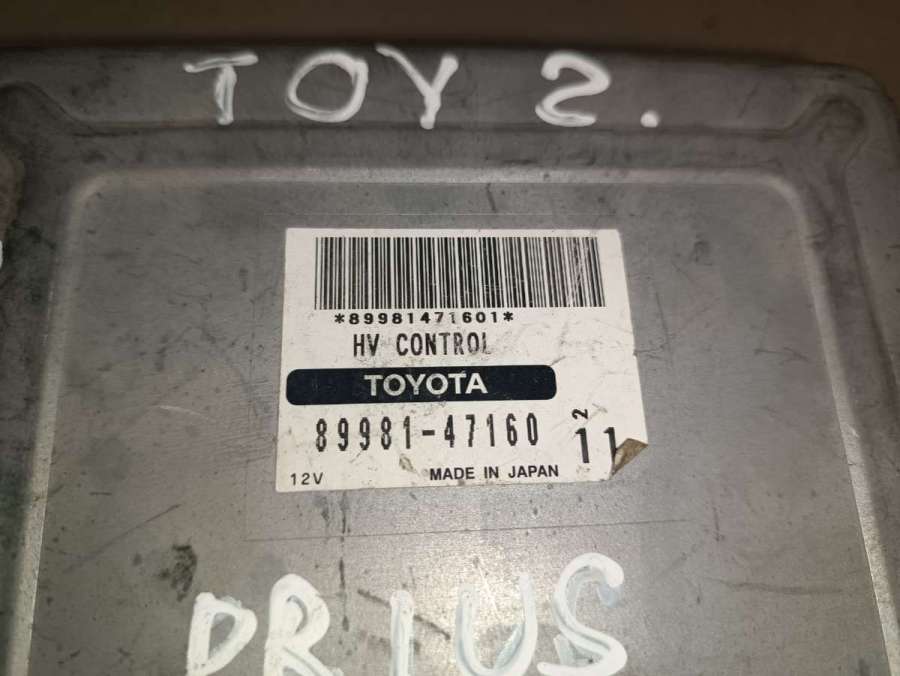 TOY 2.
*89981471601*
HV CONTROL
TOYOTA
89981-47160
2
11
12V
MADE IN JAPAN
PRIUS